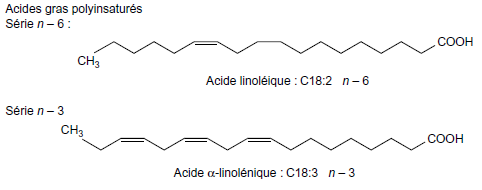 Acides gras polyinsaturés
Série n – 6 :
COOH
CH3
Acide linoléique : C18:2 n – 6
Série n – 3
CH3
COOH
Acide α-linolénique : C18:3 n – 3